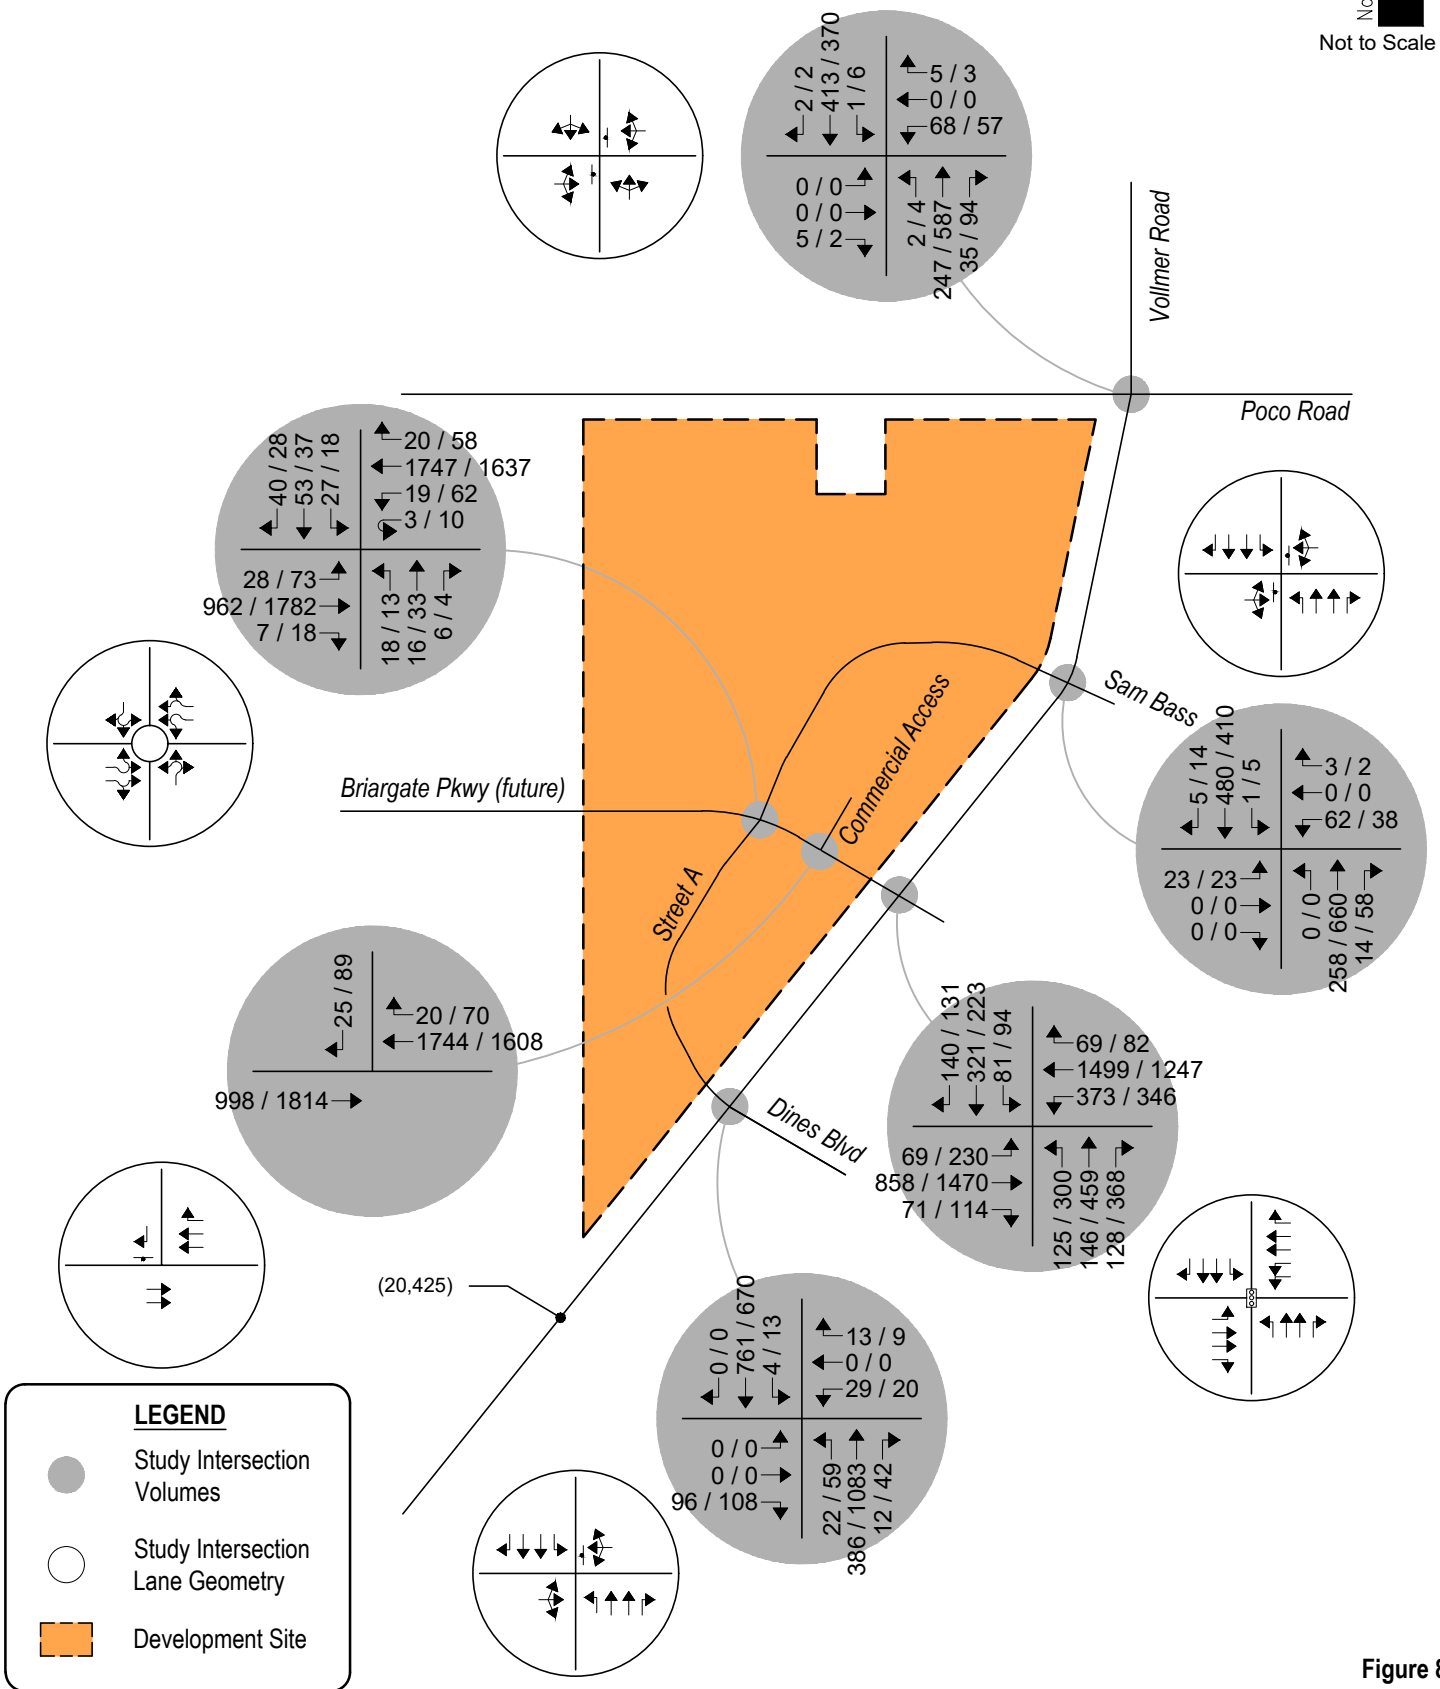 No
Not to Scale
2 / 2
413 / 370
1 / 6
5 / 3
0 / 0
68 / 57
0 / 0
0 / 0
5 / 2
2 / 4
247 / 587
35 / 94
Vollmer Road
Poco Road
40 / 28
53 / 37
27 / 18
20 / 58
1747 / 1637
19 / 62
3 / 10
28 / 73
962 / 1782
7 / 18
18 / 13
16 / 33
6 / 4
Sam Bass
Commercial Access
Briargate Pkwy (future)
Street A
5 / 14
480 / 410
1 / 5
3 / 2
0 / 0
62 / 38
23 / 23
0 / 0
0 / 0
0 / 0
258 / 660
14 / 58
25 / 89
20 / 70
1744 / 1608
998 / 1814
140 / 131
321 / 223
81 / 94
69 / 82
1499 / 1247
373 / 346
69 / 230
858 / 1470
71 / 114
125 / 300
146 / 459
128 / 368
Dines Blvd
(20,425)
0 / 0
761 / 670
4 / 13
13 / 9
0 / 0
29 / 20
0 / 0
0 / 0
96 / 108
22 / 59
386 / 1083
12 / 42
LEGEND
Study Intersection
Volumes
Study Intersection
Lane Geometry
Development Site
Figure 8